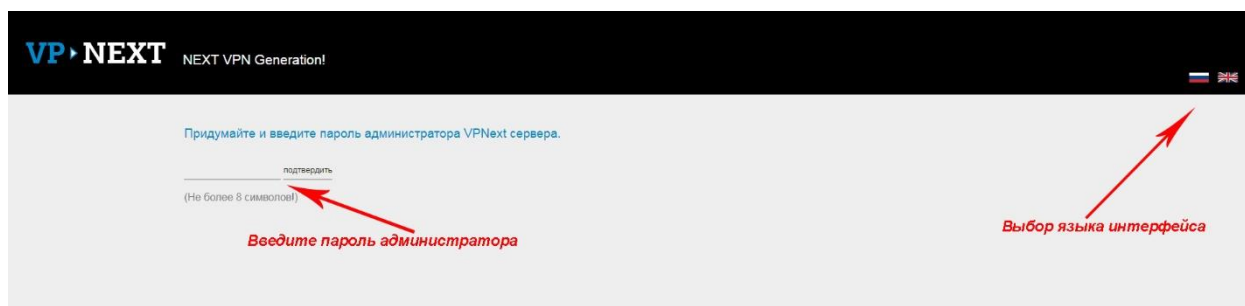 VP NEXT NEXT VPN Generation!
Придумайте и введите пароль администратора VPNext сервера.
подтвердить
(Не более 8 символов!)
Введите пароль администратора
Выбор языка интерфейса